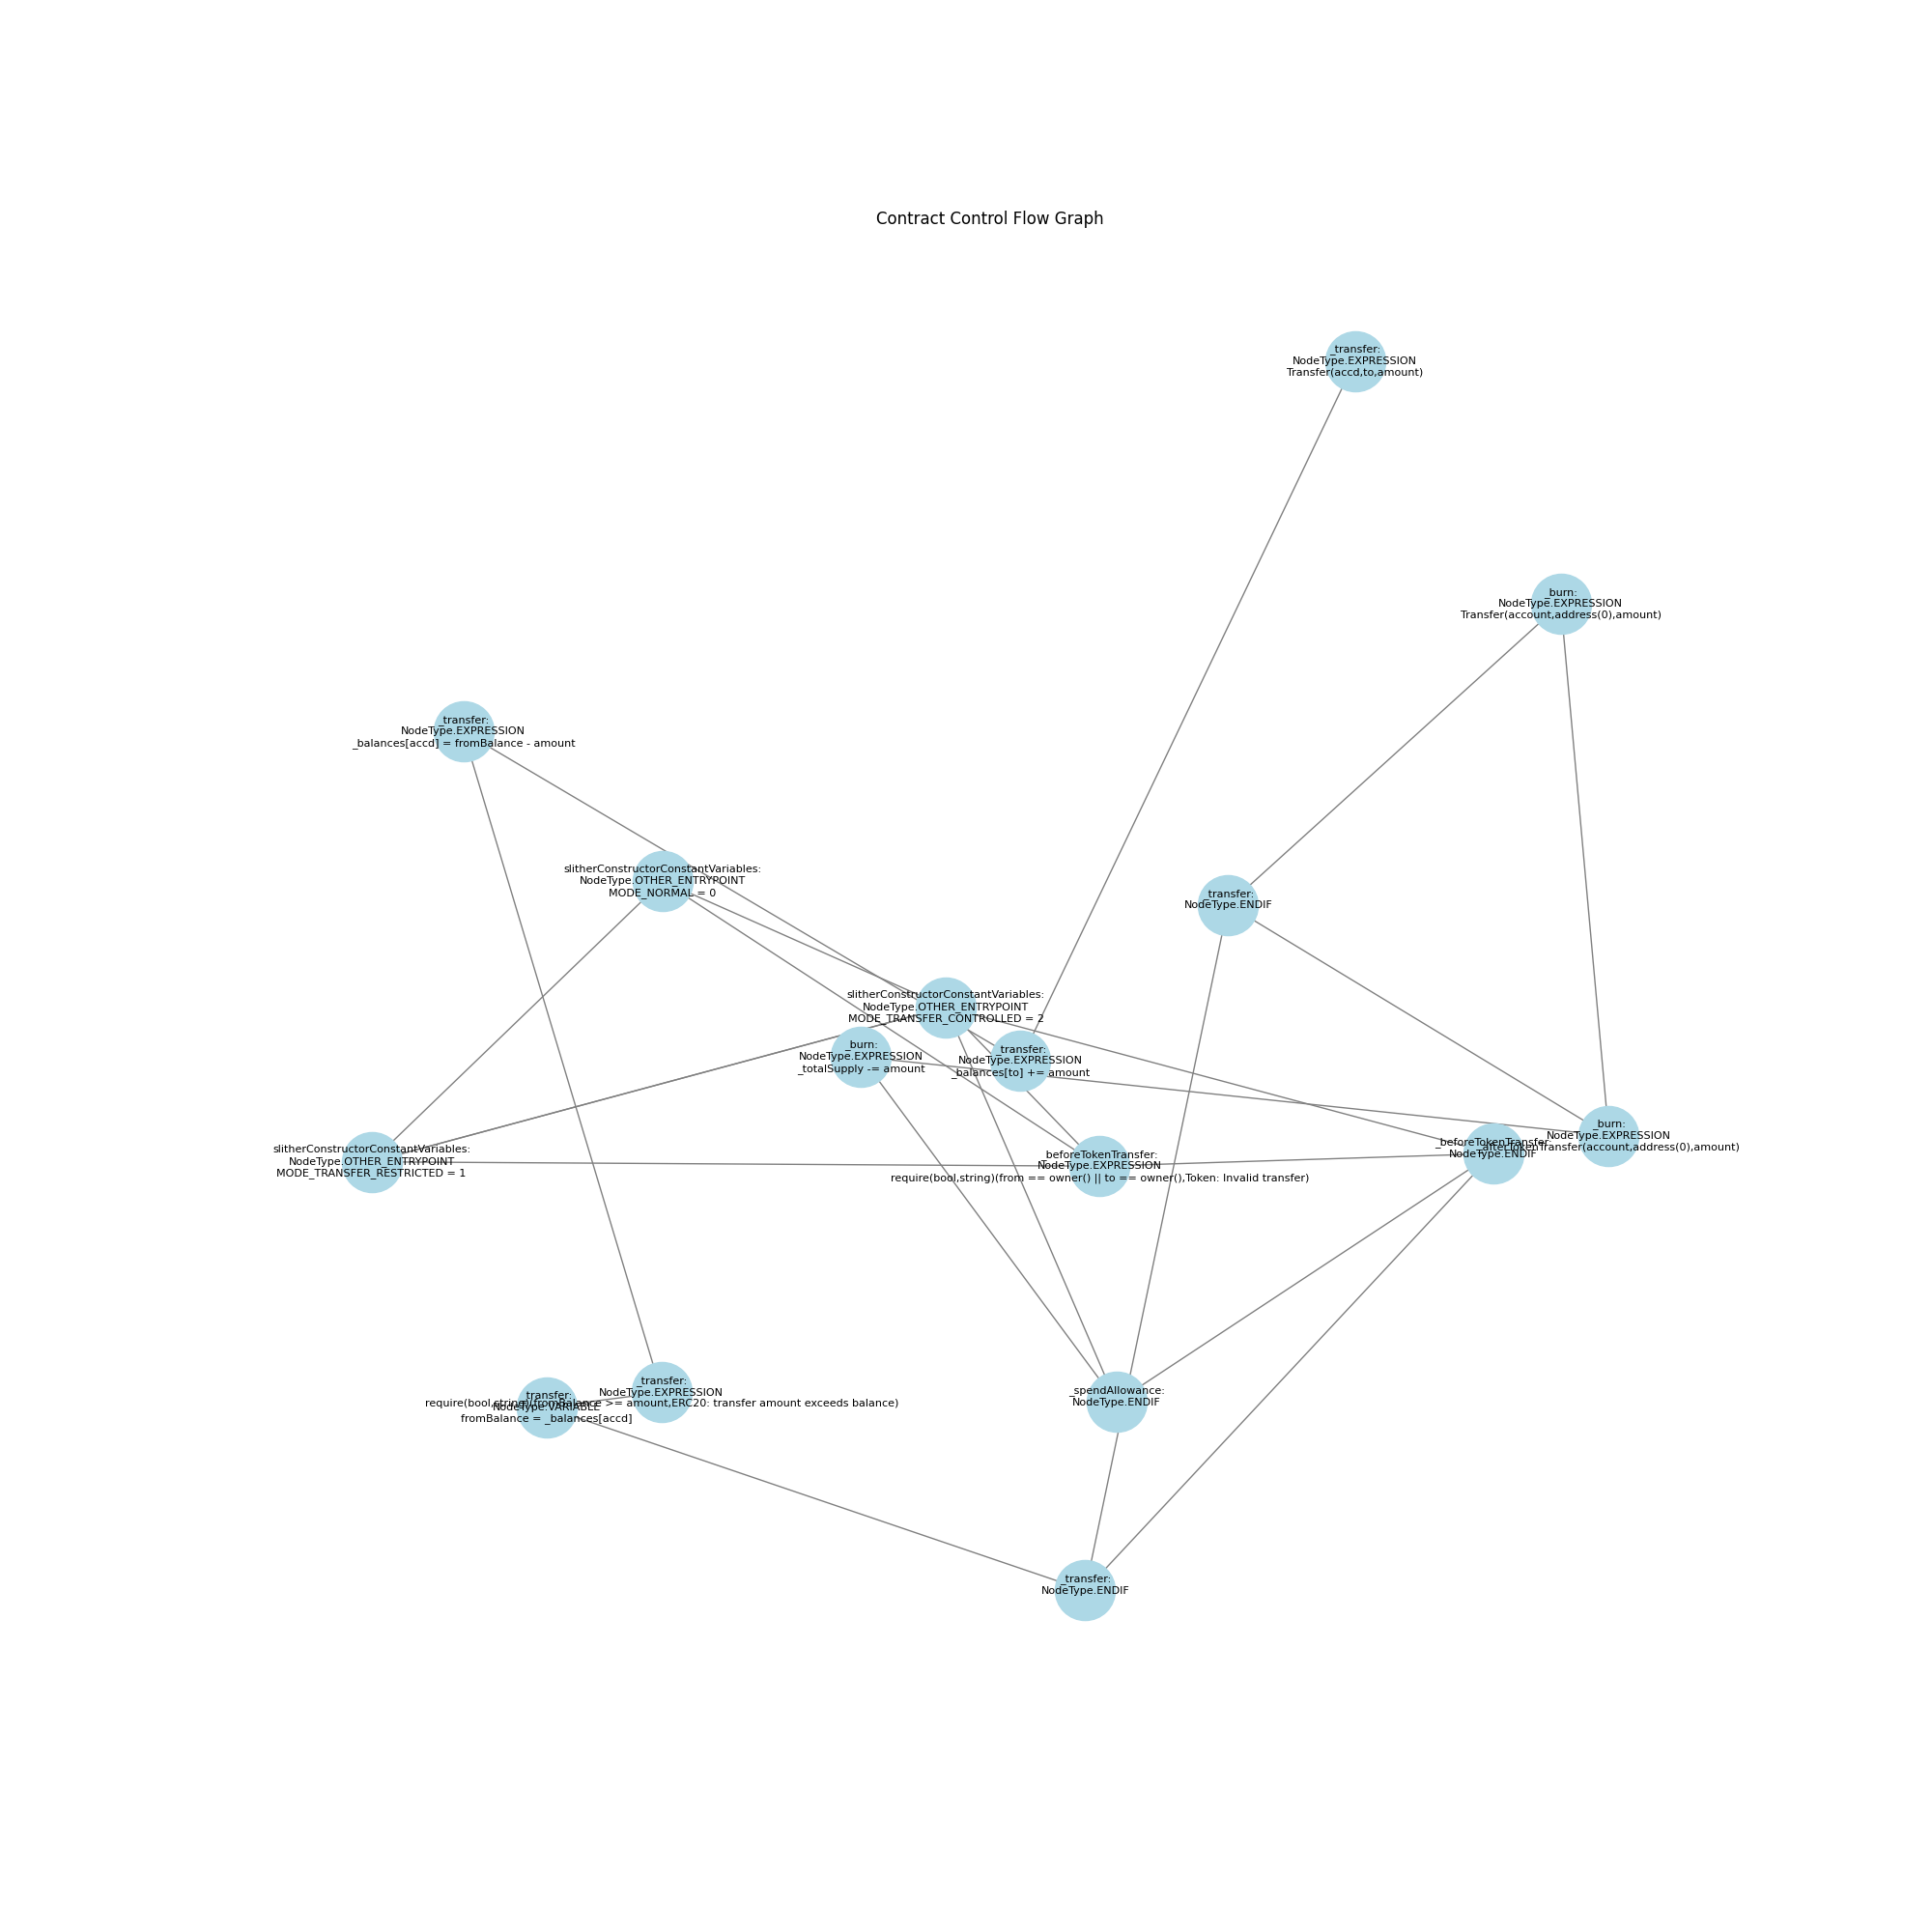 Contract Control Flow Graph
_transfer:
NodeType.EXPRESSION
Transfer(accd,to,amount)
_burn:
NodeType.EXPRESSION
Transfer(account,address(0),amount)
_transfer:
NodeType.EXPRESSION
_balances[accd] = fromBalance - amount
slitherConstructorConstantVariables:
NodeType.OTHER_ENTRYPOINT
MODE_NORMAL = 0
_transfer:
NodeType.ENDIF
slitherConstructorConstantVariables:
NodeType.OTHER_ENTRYPOINT
MODE_TRANSFER_CONTROLLED = 2
_burn:
NodeType.EXPRESSION
_totalSupply -= amount
_transfer:
NodeType.EXPRESSION
_balances[to] += amount
_burn:
NodeType.EXPRESSION
_afterTokenTransfer(account,address(0),amount)
_beforeTokenTransfer:
NodeType.ENDIF
slitherConstructorConstantVariables:
NodeType.OTHER_ENTRYPOINT
MODE_TRANSFER_RESTRICTED = 1
_beforeTokenTransfer:
NodeType.EXPRESSION
require(bool,string)(from == owner() || to == owner(),Token: Invalid transfer)
_transfer:
NodeType.EXPRESSION
require(bool,string)(fromBalance >= amount,ERC20: transfer amount exceeds balance)
_transfer:
NodeType.VARIABLE
fromBalance = _balances[accd]
_spendAllowance:
NodeType.ENDIF
_transfer:
NodeType.ENDIF